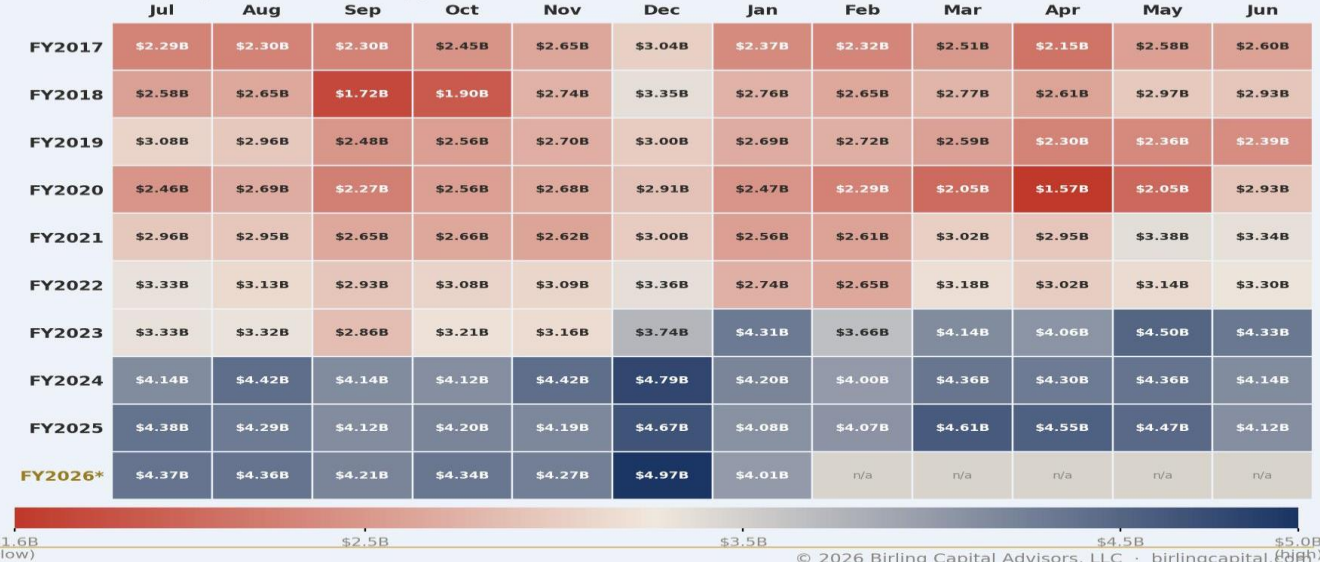 Jul Aug Sep Oct Nov Dec Jan Feb Mar Apr May Jun
FY2017 $2.29B $2.30B $2.30B $2.45B $2.65B $3.04B $2.37B $2.32B $2.51B $2.15B $2.58B $2.60B
FY2018 $2.58B $2.65B $1.72B $1.90B $2.74B $3.35B $2.76B $2.65B $2.77B $2.61B $2.97B $2.93B
FY2019 $3.08B $2.96B $2.48B $2.56B $2.70B $3.00B $2.69B $2.72B $2.59B $2.30B $2.36B $2.39B
FY2020 $2.46B $2.69B $2.27B $2.56B $2.68B $2.91B $2.47B $2.29B $2.05B $1.57B $2.05B $2.93B
FY2021 $2.96B $2.95B $2.65B $2.66B $2.62B $3.00B $2.56B $2.61B $3.02B $2.95B $3.38B $3.34B
FY2022 $3.33B $3.13B $2.93B $3.08B $3.09B $3.36B $2.74B $2.65B $3.18B $3.02B $3.14B $3.30B
FY2023 $3.33B $3.32B $2.86B $3.21B $3.16B $3.74B $4.31B $3.66B $4.14B $4.06B $4.50B $4.33B
FY2024 $4.14B $4.42B $4.14B $4.12B $4.42B $4.79B $4.20B $4.00B $4.36B $4.30B $4.36B $4.14B
FY2025 $4.38B $4.29B $4.12B $4.20B $4.19B $4.67B $4.08B $4.07B $4.61B $4.55B $4.47B $4.12B
FY2026* $4.37B $4.36B $4.21B $4.34B $4.27B $4.97B $4.01B n/a n/a n/a n/a n/a
1.6B $2.5B $3.5B $4.5B $5.0B
low) (high)
© 2026 Birling Capital Advisors, LLC · birlingcapital.com